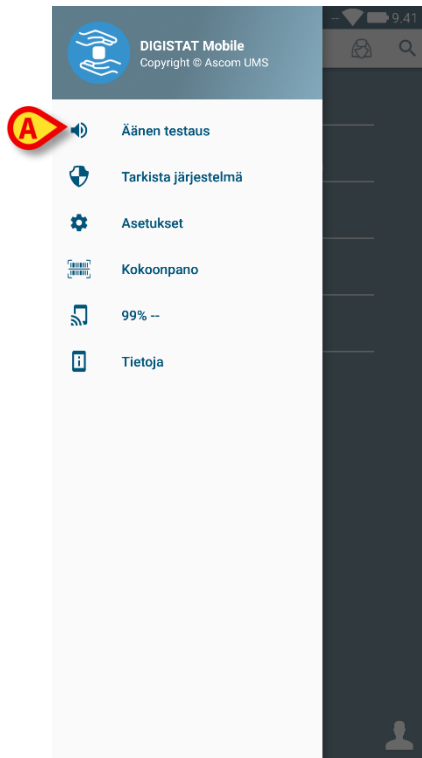 -- 9.41
DIGISTAT Mobile
Copyright © Ascom UMS
A
Äänen testaus
Tarkista järjestelmä
Asetukset
Kokoonpano
99% --
Tietoja